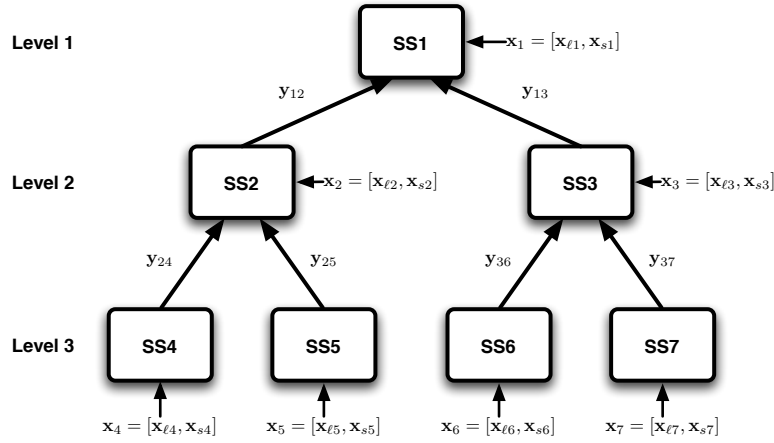 Level 1
SS1
x₁ = [xℓ₁, xₛ₁]
y₁₂
y₁₃
Level 2
SS2
x₂ = [xℓ₂, xₛ₂]
SS3
x₃ = [xℓ₃, xₛ₃]
y₂₄
y₂₅
y₃₆
y₃₇
Level 3
SS4
SS5
SS6
SS7
x₄ = [xℓ₄, xₛ₄]
x₅ = [xℓ₅, xₛ₅]
x₆ = [xℓ₆, xₛ₆]
x₇ = [xℓ₇, xₛ₇]